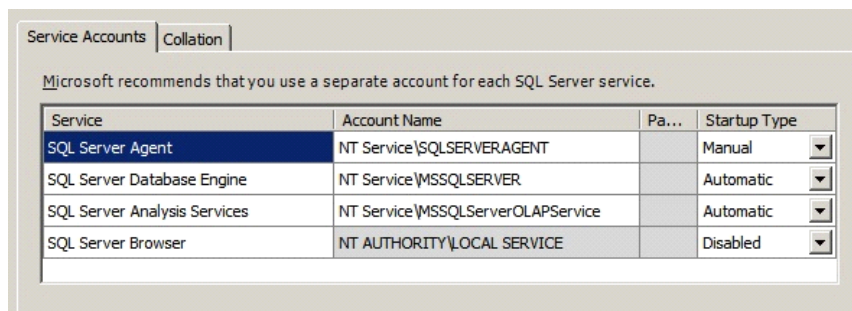 Service Accounts Collation
Microsoft recommends that you use a separate account for each SQL Server service.
Service Account Name Pa... Startup Type
SQL Server Agent NT Service\SQLSERVERAGENT Manual
SQL Server Database Engine NT Service\MSSQLSERVER Automatic
SQL Server Analysis Services NT Service\MSSQLServerOLAPService Automatic
SQL Server Browser NT AUTHORITY\LOCAL SERVICE Disabled